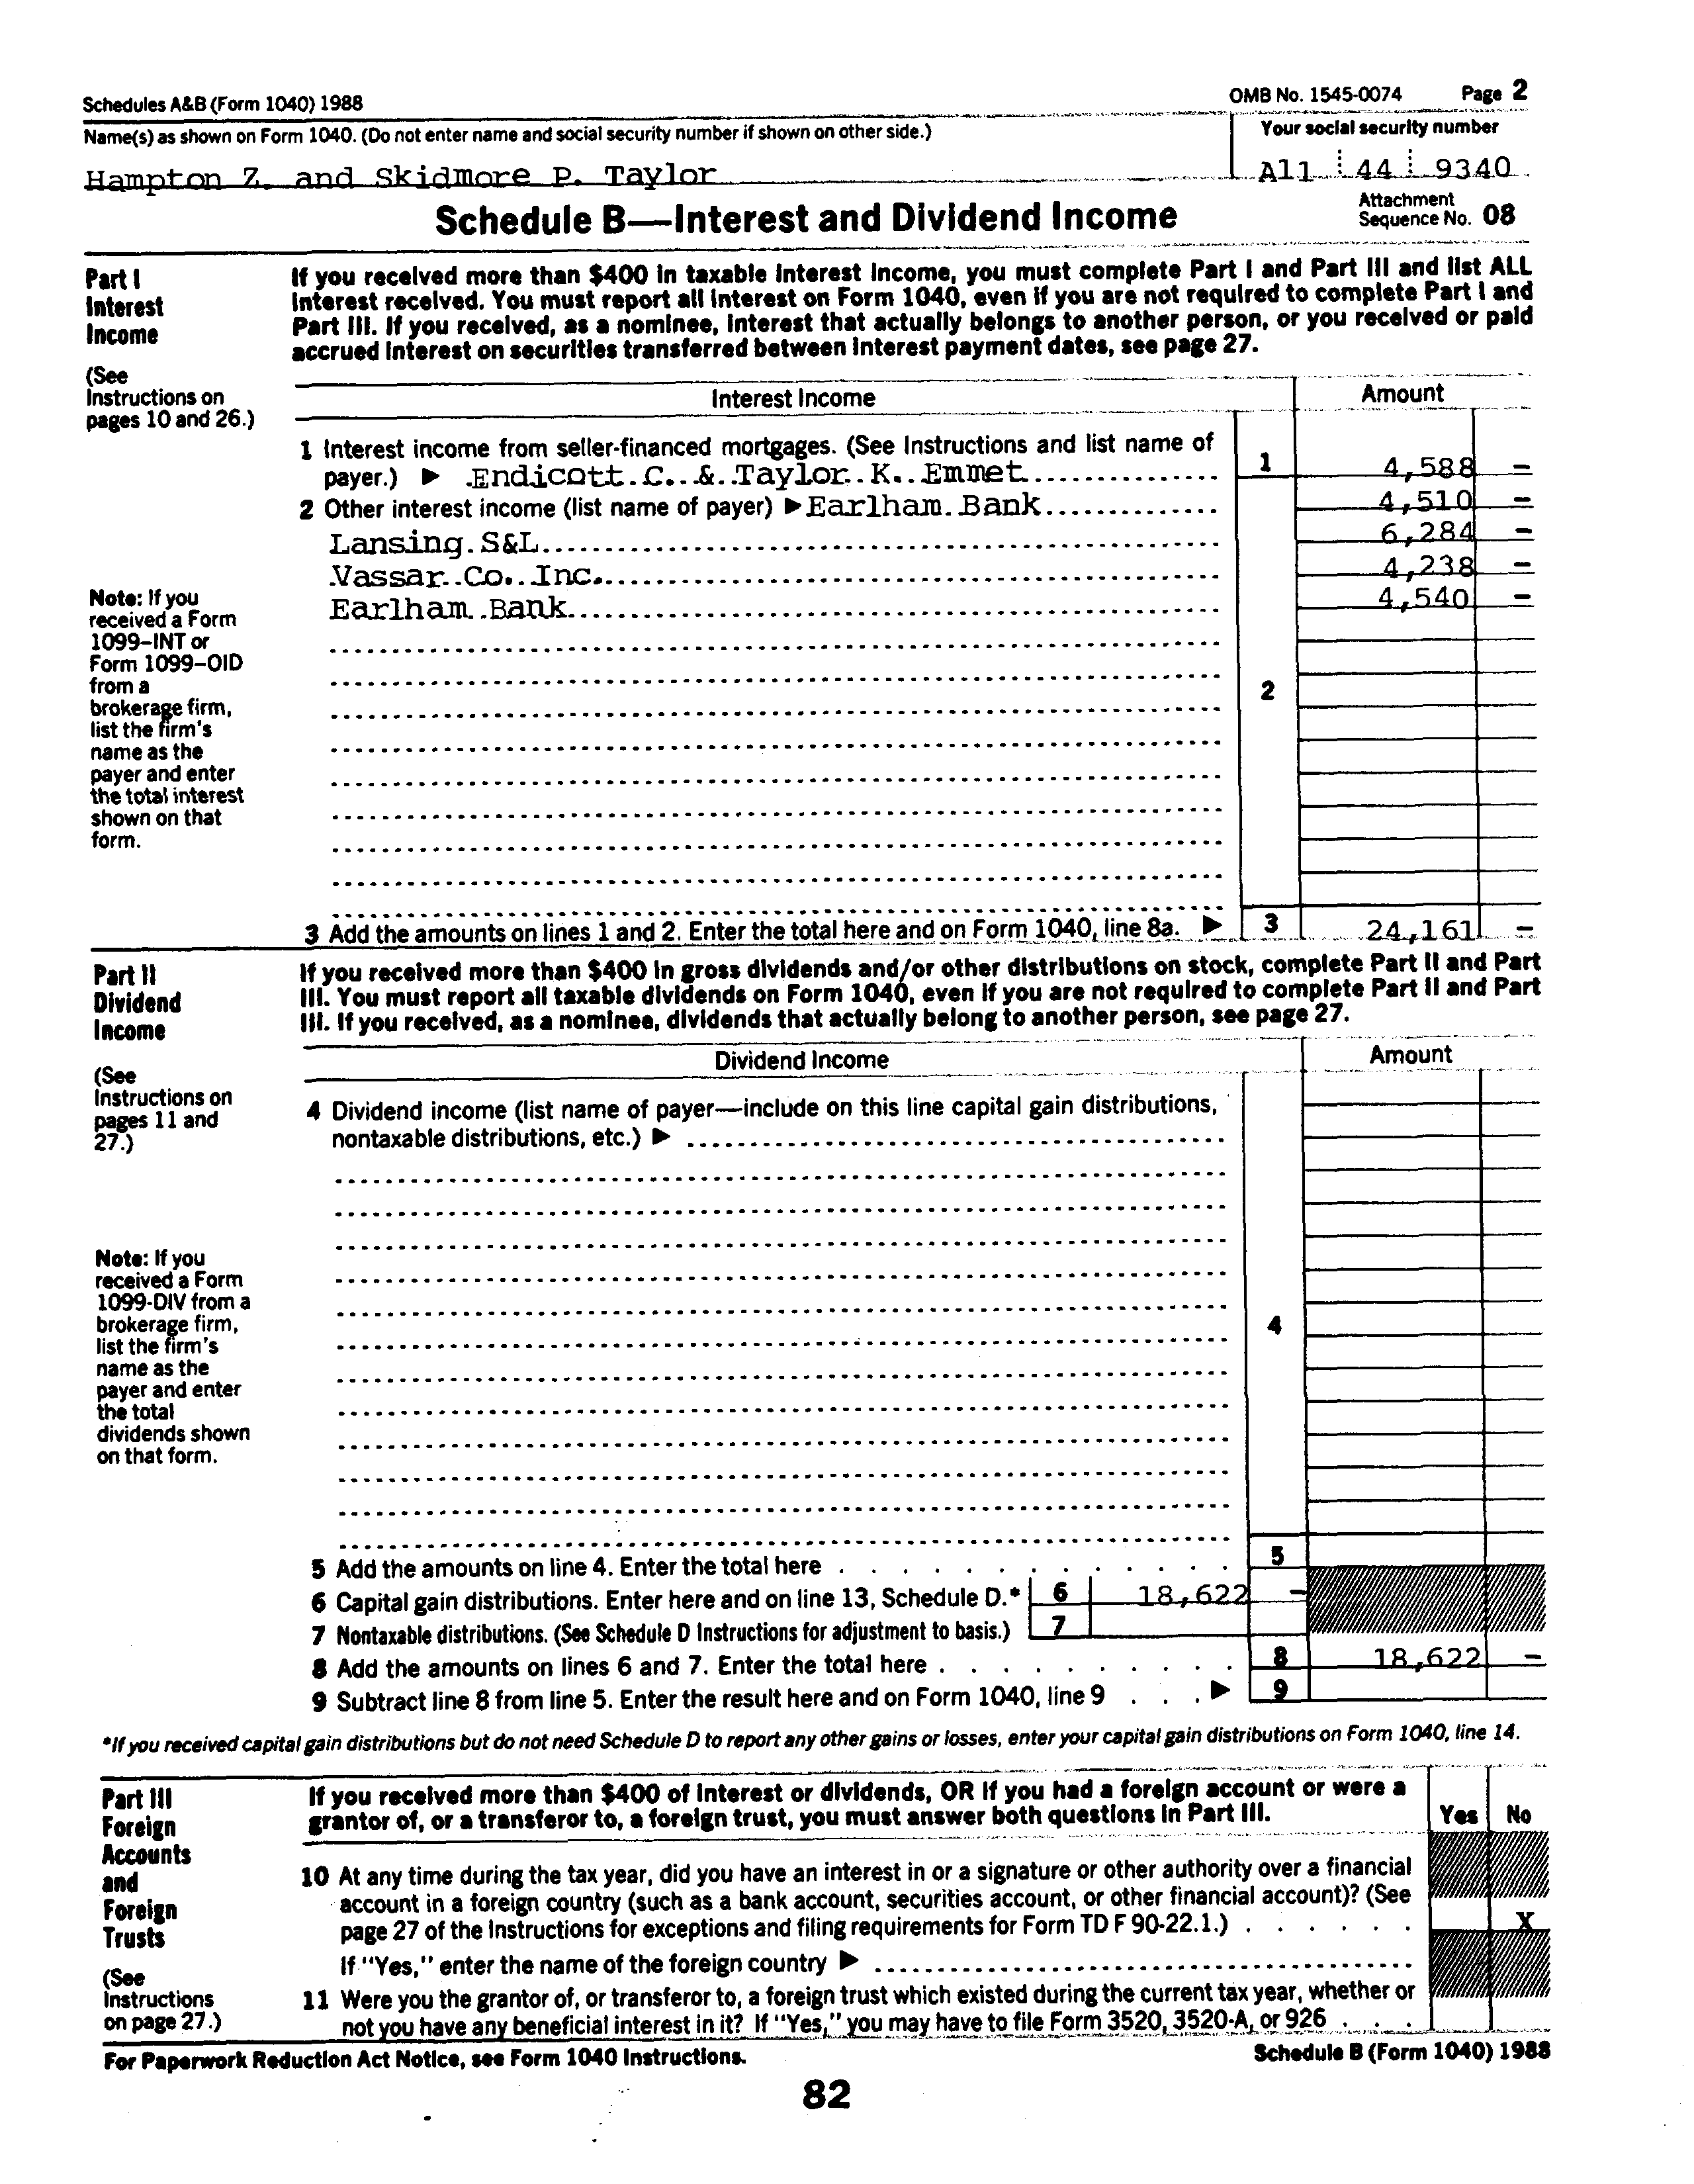 Schedules A&B (Form 1040) 1988 OMB No. 1545-0074 Page 2
Name(s) as shown on Form 1040. (Do not enter name and social security number if shown on other side.) Your social security number
Hampton Z. and Skidmore P. Taylor A11 44 9340
Schedule B—Interest and Dividend Income Attachment Sequence No. 08
Part I
Interest
Income
(See
Instructions on
pages 10 and 26.)
If you received more than $400 in taxable interest income, you must complete Part I and Part III and list ALL
interest received. You must report all interest on Form 1040, even if you are not required to complete Part I and
Part III. If you received, as a nominee, interest that actually belongs to another person, or you received or paid
accrued interest on securities transferred between interest payment dates, see page 27.
Interest Income Amount
1 Interest income from seller-financed mortgages. (See Instructions and list name of
payer.) ▶ Endicott C. & Taylor K. Emmet 1 4,588 –
2 Other interest income (list name of payer) ▶ Earlham Bank 4,510 –
Lansing S&L 6,284 –
Vassar Co. Inc. 4,238 –
Earlham Bank 4,540 –
2
Note: If you
received a Form
1099–INT or
Form 1099–OID
from a
brokerage firm,
list the firm's
name as the
payer and enter
the total interest
shown on that
form.
3 Add the amounts on lines 1 and 2. Enter the total here and on Form 1040, line 8a. ▶ 3 24,161 –
Part II
Dividend
Income
(See
Instructions on
pages 11 and
27.)
If you received more than $400 in gross dividends and/or other distributions on stock, complete Part II and Part
III. You must report all taxable dividends on Form 1040, even if you are not required to complete Part II and Part
III. If you received, as a nominee, dividends that actually belong to another person, see page 27.
Dividend Income Amount
4 Dividend income (list name of payer—include on this line capital gain distributions,
nontaxable distributions, etc.) ▶
4
Note: If you
received a Form
1099-DIV from a
brokerage firm,
list the firm's
name as the
payer and enter
the total
dividends shown
on that form.
5 Add the amounts on line 4. Enter the total here . . . . . . . . . . 5
6 Capital gain distributions. Enter here and on line 13, Schedule D.* 6 18,622 –
7 Nontaxable distributions. (See Schedule D Instructions for adjustment to basis.) 7
8 Add the amounts on lines 6 and 7. Enter the total here . . . . . . . . . . 8 18,622 –
9 Subtract line 8 from line 5. Enter the result here and on Form 1040, line 9 . . . ▶ 9
*If you received capital gain distributions but do not need Schedule D to report any other gains or losses, enter your capital gain distributions on Form 1040, line 14.
Part III
Foreign
Accounts
and
Foreign
Trusts
(See
Instructions
on page 27.)
If you received more than $400 of interest or dividends, OR if you had a foreign account or were a
grantor of, or a transferor to, a foreign trust, you must answer both questions in Part III. Yes No
10 At any time during the tax year, did you have an interest in or a signature or other authority over a financial
account in a foreign country (such as a bank account, securities account, or other financial account)? (See
page 27 of the Instructions for exceptions and filing requirements for Form TD F 90-22.1.) . . . . . . X
If "Yes," enter the name of the foreign country ▶
11 Were you the grantor of, or transferor to, a foreign trust which existed during the current tax year, whether or
not you have any beneficial interest in it? If "Yes," you may have to file Form 3520, 3520-A, or 926 . . .
For Paperwork Reduction Act Notice, see Form 1040 Instructions. Schedule B (Form 1040) 1988
82